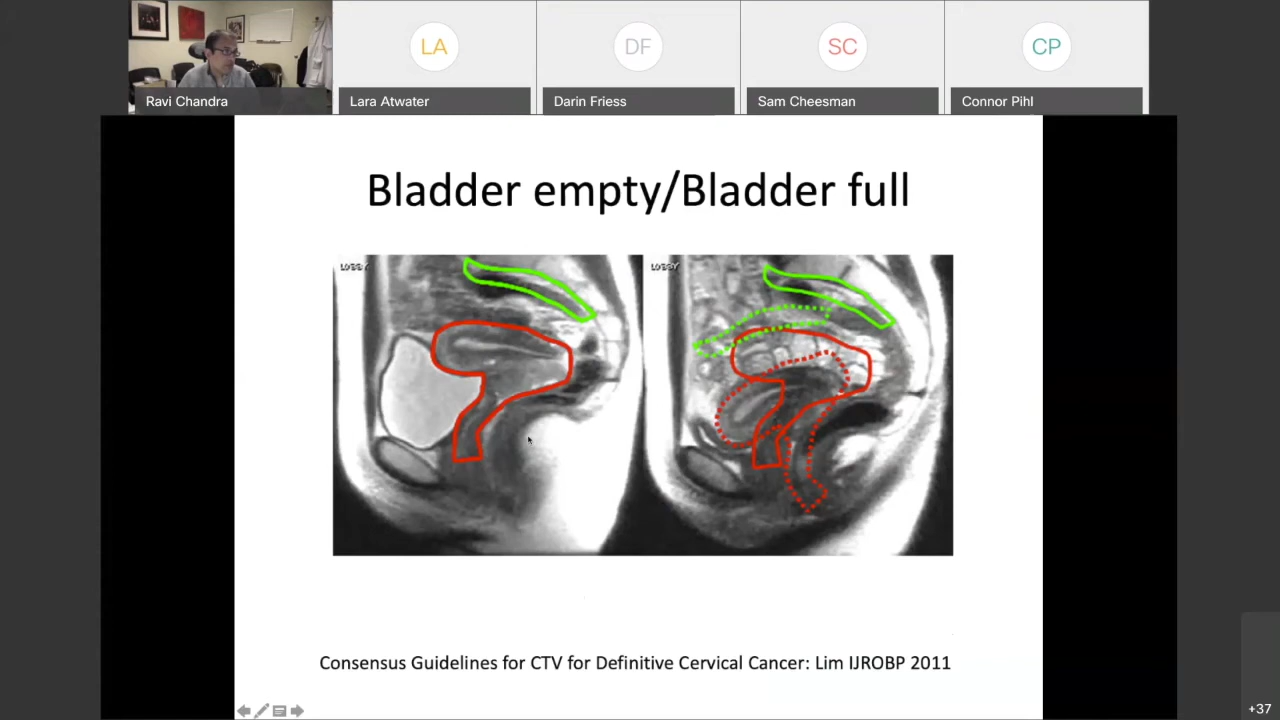 LA
DF
SC
CP
Ravi Chandra
Lara Atwater
Darin Friess
Sam Cheesman
Connor Pihl
Bladder empty/Bladder full
Consensus Guidelines for CTV for Definitive Cervical Cancer: Lim IJROBP 2011
+37